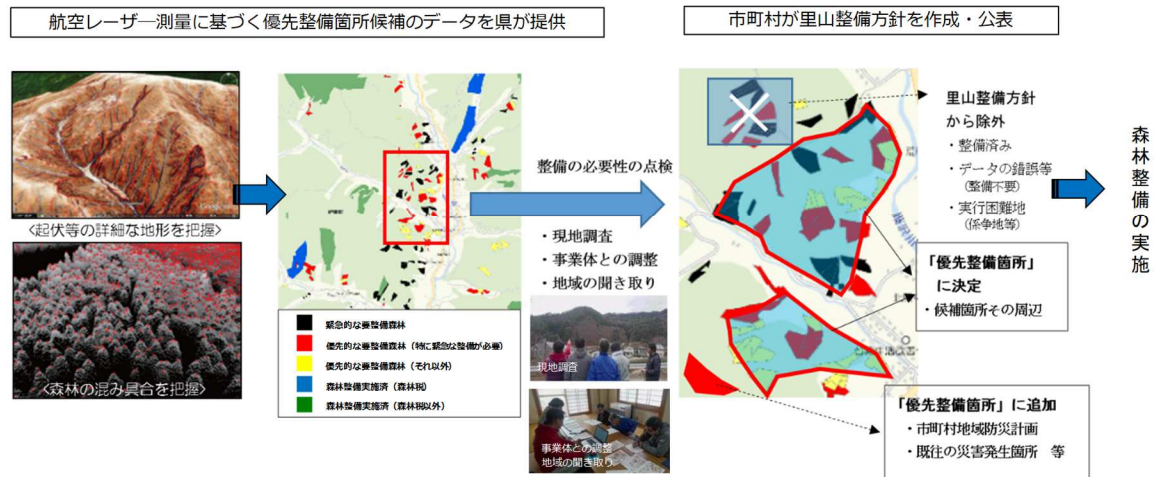 航空レーザー測量に基づく優先整備箇所候補のデータを県が提供
市町村が里山整備方針を作成・公表
<起伏等の詳細な地形を把握>
<森林の混み具合を把握>
緊急的な要整備森林
優先的な要整備森林（特に緊急な整備が必要）
優先的な要整備森林（それ以外）
森林整備実施済（森林税）
森林整備実施済（森林税以外）
整備の必要性の点検
・現地調査
・事業体との調整
・地域の聞き取り
現地調査
事業体との調整
地域の聞き取り
里山整備方針
から除外
・整備済み
・データの錯誤等
（整備不要）
・実行困難地
（係争地等）
「優先整備箇所」
に決定
・候補箇所その周辺
「優先整備箇所」に追加
・市町村地域防災計画
・既往の災害発生箇所　等
森林整備の実施